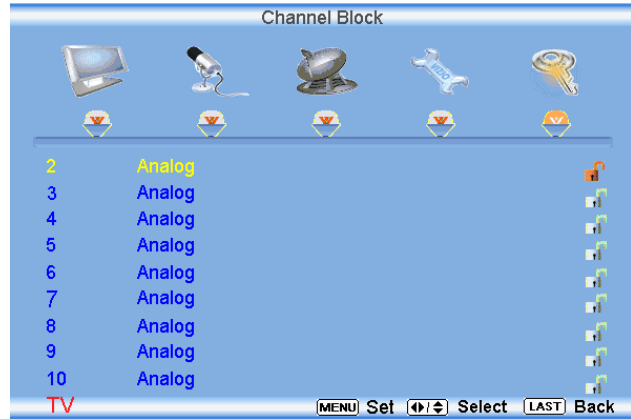 Channel Block
2 Analog
3 Analog
4 Analog
5 Analog
6 Analog
7 Analog
8 Analog
9 Analog
10 Analog
TV MENU Set Select LAST Back